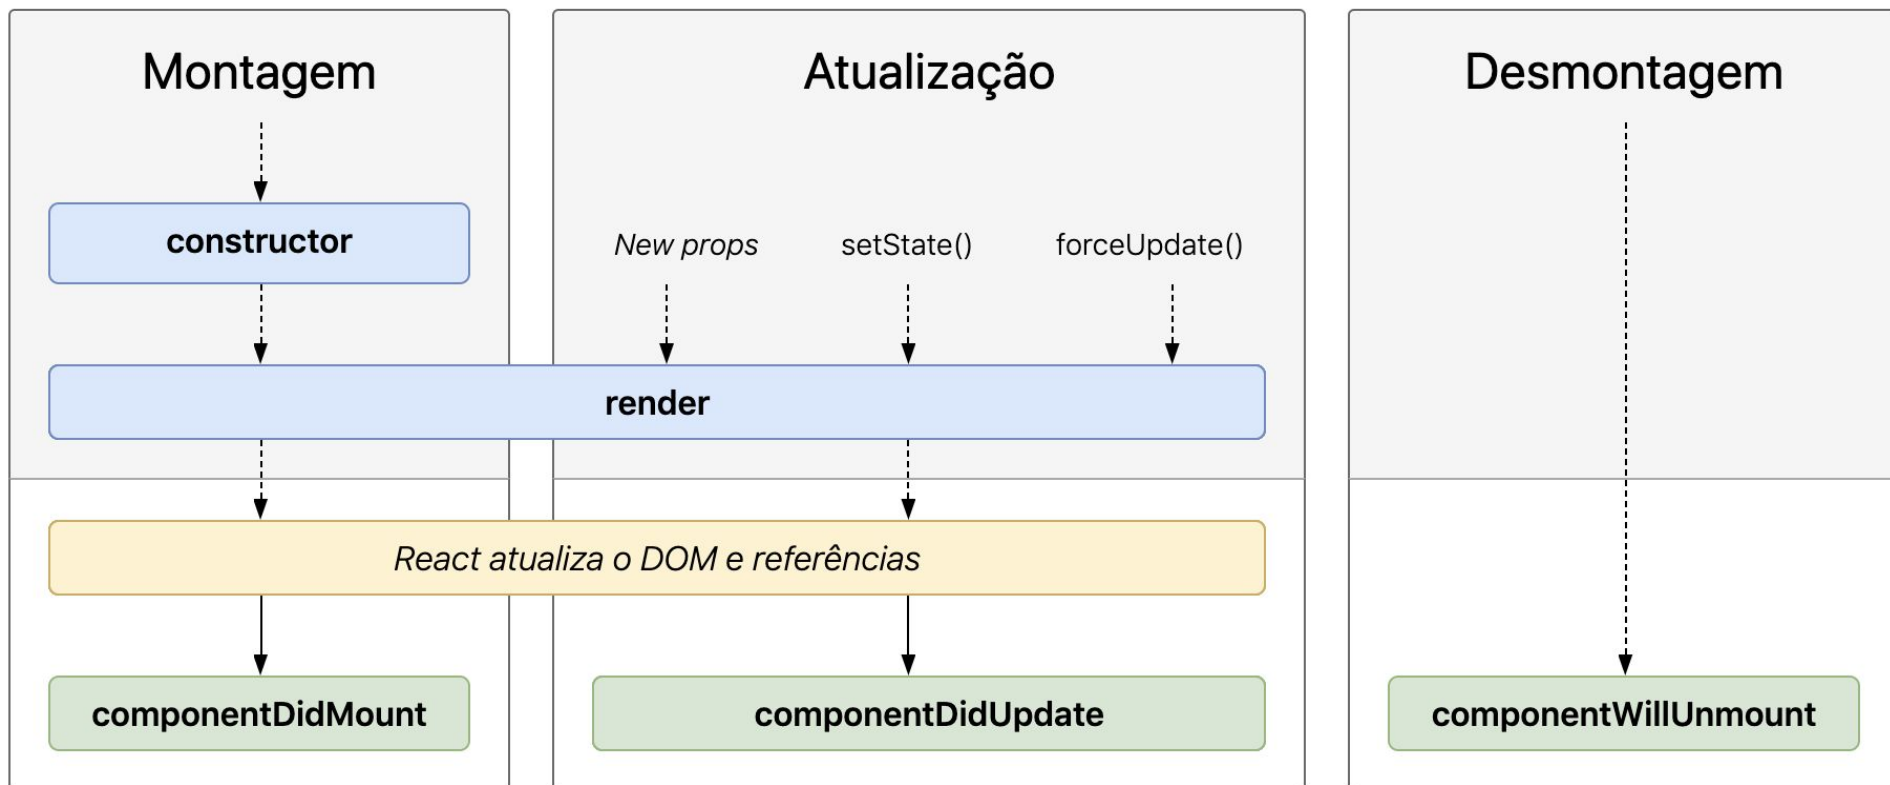 Montagem
Atualização
Desmontagem
constructor
New props
setState()
forceUpdate()
render
React atualiza o DOM e referências
componentDidMount
componentDidUpdate
componentWillUnmount